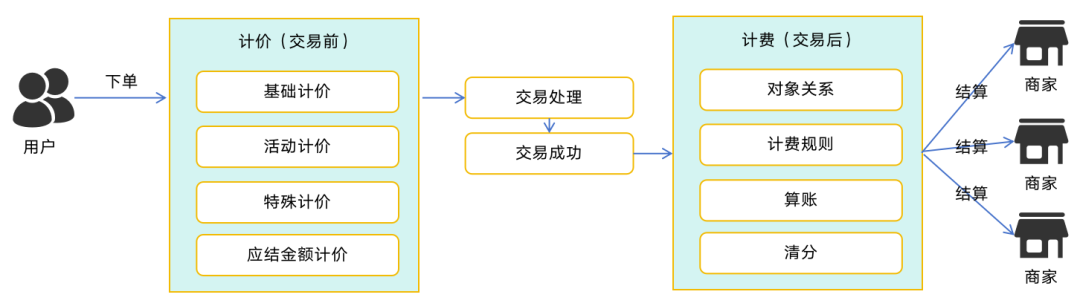 用户
下单
计价（交易前）
基础计价
活动计价
特殊计价
应结金额计价
交易处理
交易成功
计费（交易后）
对象关系
计费规则
算账
清分
结算
商家
结算
商家
结算
商家